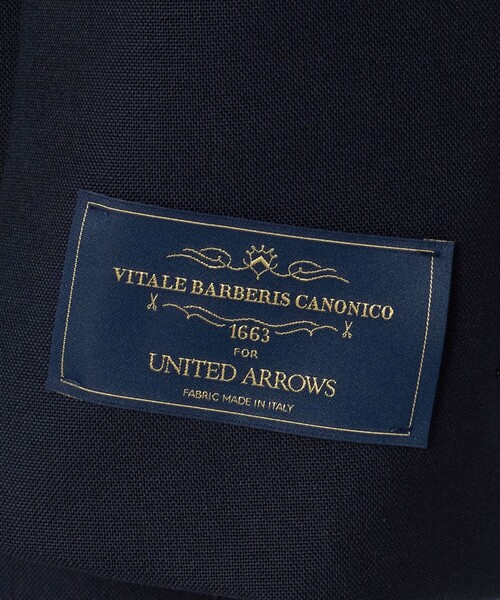 VITALE BARBERIS CANONICO
1663
FOR
UNITED ARROWS
FABRIC MADE IN ITALY